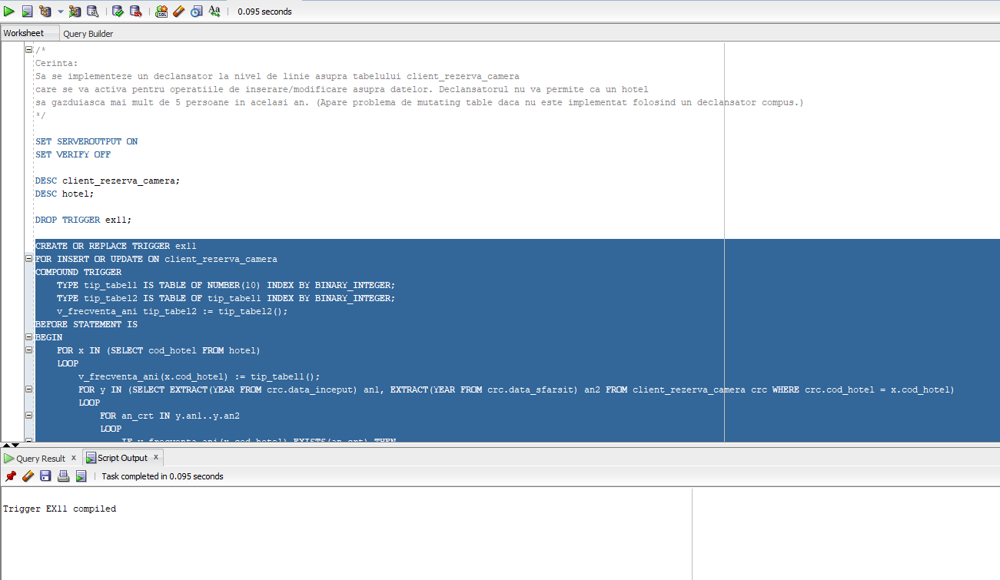 0.095 seconds
Worksheet Query Builder
/*
Cerinta:
Sa se implementeze un declansator la nivel de linie asupra tabelului client_rezerva_camera
care se va activa pentru operatiile de inserare/modificare asupra datelor. Declansatorul nu va permite ca un hotel
sa gazduiasca mai mult de 5 persoane in acelasi an. (Apare problema de mutating table daca nu este implementat folosind un declansator compus.)
*/
SET SERVEROUTPUT ON
SET VERIFY OFF
DESC client_rezerva_camera;
DESC hotel;
DROP TRIGGER ex11;
CREATE OR REPLACE TRIGGER ex11
FOR INSERT OR UPDATE ON client_rezerva_camera
COMPOUND TRIGGER
TYPE tip_tabel1 IS TABLE OF NUMBER(10) INDEX BY BINARY_INTEGER;
TYPE tip_tabel2 IS TABLE OF tip_tabel1 INDEX BY BINARY_INTEGER;
v_frecventa_ani tip_tabel2 := tip_tabel2();
BEFORE STATEMENT IS
BEGIN
FOR x IN (SELECT cod_hotel FROM hotel)
LOOP
v_frecventa_ani(x.cod_hotel) := tip_tabel1();
FOR y IN (SELECT EXTRACT(YEAR FROM crc.data_inceput) an1, EXTRACT(YEAR FROM crc.data_sfarsit) an2 FROM client_rezerva_camera crc WHERE crc.cod_hotel = x.cod_hotel)
LOOP
FOR an_crt IN y.an1..y.an2
LOOP
IF v_frecventa_ani(x.cod_hotel).EXISTS(an_crt) THEN
Query Result x Script Output x
Task completed in 0.095 seconds
Trigger EX11 compiled